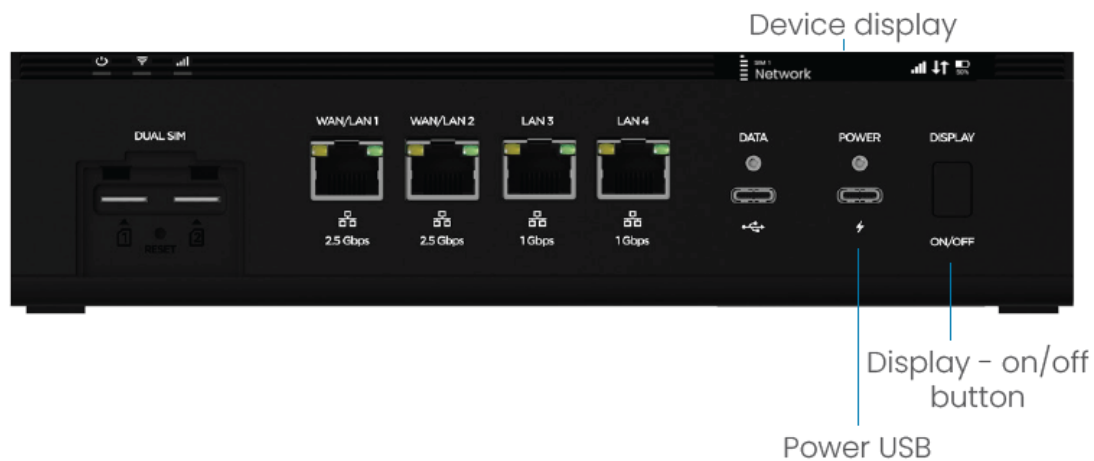 Device display
SIM 1
Network
50%
DUAL SIM
WAN/LAN 1
WAN/LAN 2
LAN 3
LAN 4
DATA
POWER
DISPLAY
1
RESET
2
2.5 Gbps
2.5 Gbps
1 Gbps
1 Gbps
ON/OFF
Display - on/off
button
Power USB